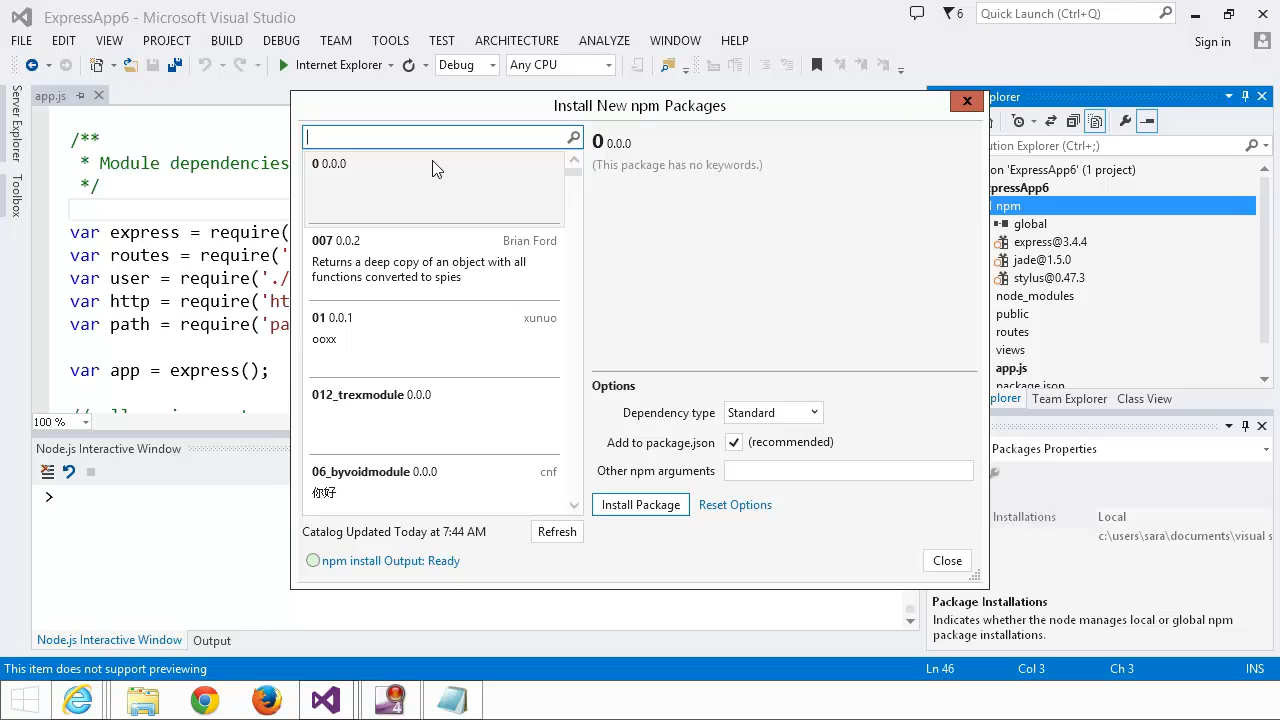 ExpressApp6 - Microsoft Visual Studio
6
Quick Launch (Ctrl+Q)
FILE EDIT VIEW PROJECT BUILD DEBUG TEAM TOOLS TEST ARCHITECTURE ANALYZE WINDOW HELP
Sign in
Internet Explorer
Debug
Any CPU
Server Explorer
Toolbox
app.js
/**
* Module dependencies
*/
var express = require(
var routes = require('
var user = require('./
var http = require('ht
var path = require('pa
var app = express();
100 %
Node.js Interactive Window
>
Node.js Interactive Window
Output
Install New npm Packages
0 0.0.0
007 0.0.2
Brian Ford
Returns a deep copy of an object with all
functions converted to spies
01 0.0.1
xunuo
ooxx
012_trexmodule 0.0.0
06_byvoidmodule 0.0.0
cnf
你好
Catalog Updated Today at 7:44 AM
Refresh
npm install Output: Ready
0 0.0.0
(This package has no keywords.)
Options
Dependency type
Standard
Add to package.json
(recommended)
Other npm arguments
Install Package
Reset Options
Close
plorer
ution Explorer (Ctrl+;)
on 'ExpressApp6' (1 project)
pressApp6
npm
global
express@3.4.4
jade@1.5.0
stylus@0.47.3
node_modules
public
routes
views
app.js
package.json
plorer
Team Explorer
Class View
Packages Properties
Installations
Local
c:\users\sara\documents\visual s
Package Installations
Indicates whether the node manages local or global npm
package installations.
This item does not support previewing
Ln 46
Col 3
Ch 3
INS
4